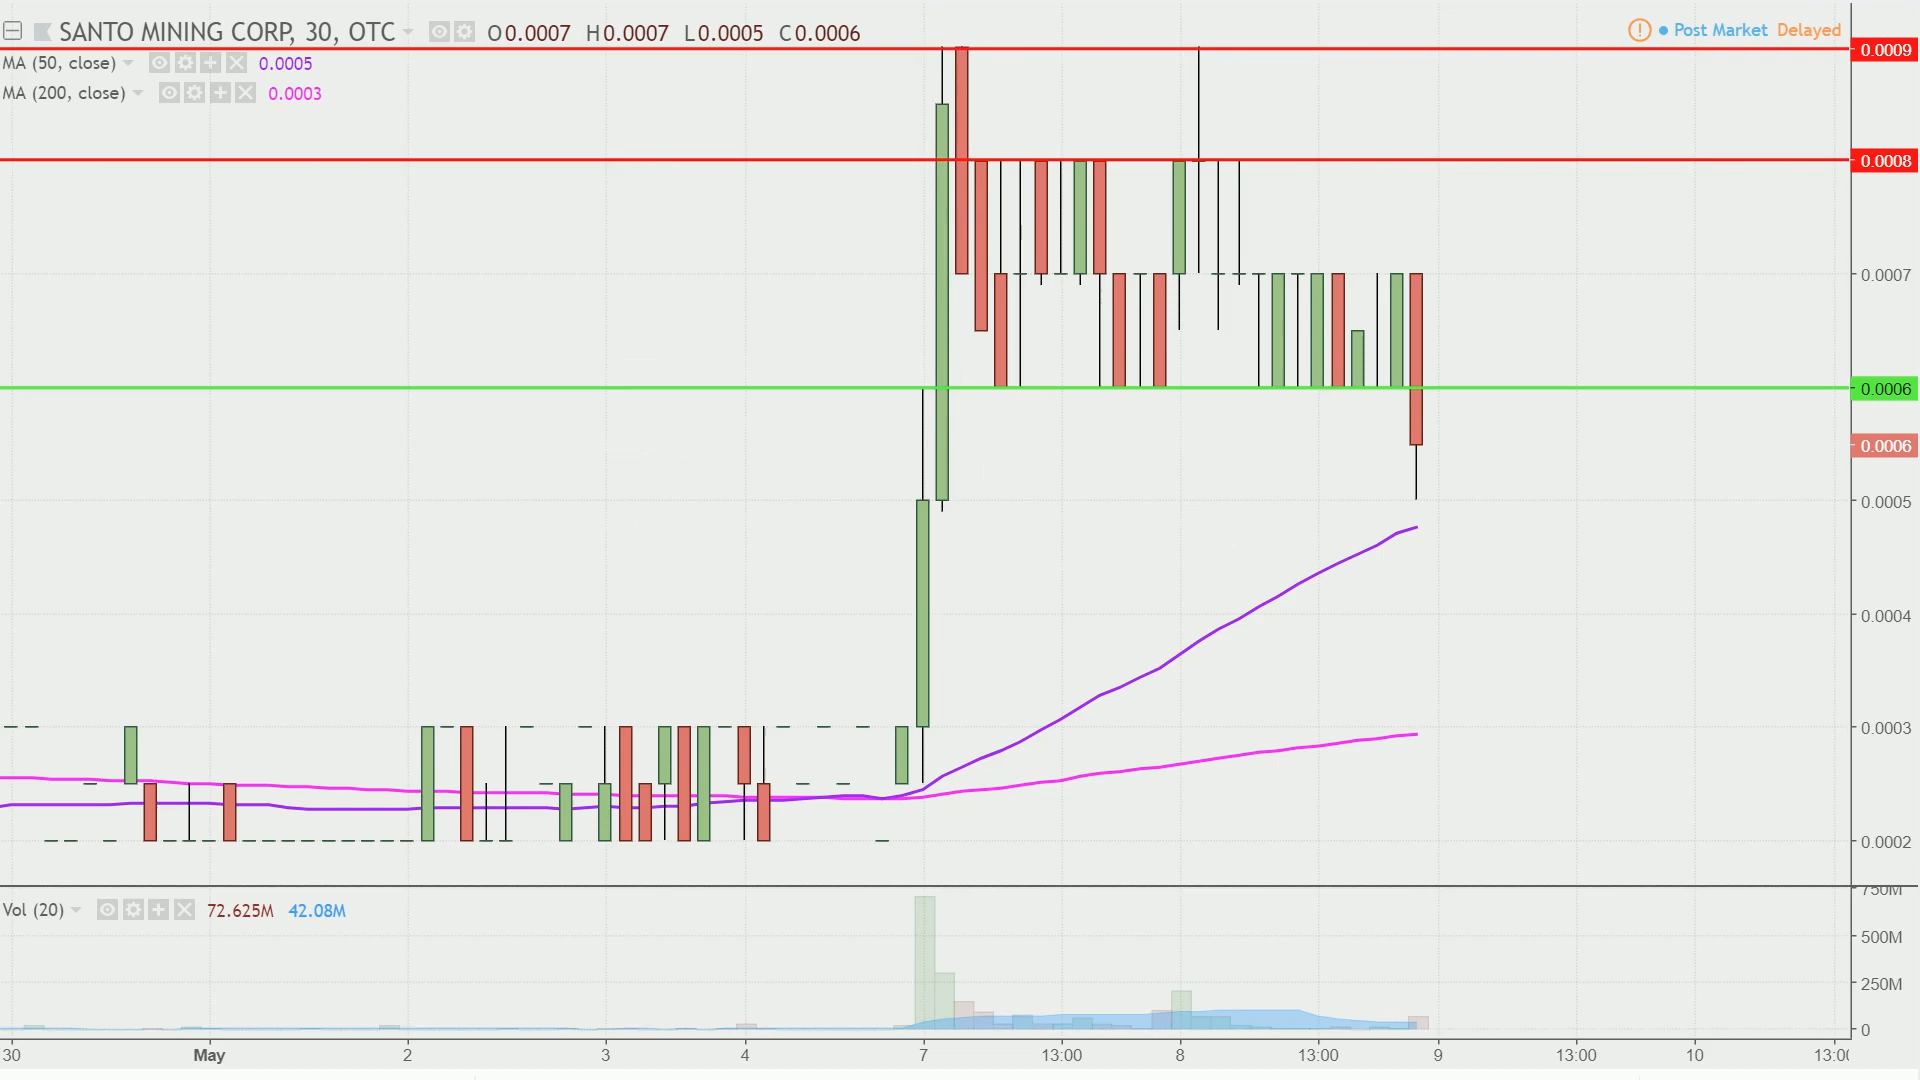 SANTO MINING CORP, 30, OTC O0.0007 H0.0007 L0.0005 C0.0006
Post Market Delayed
MA (50, close) 0.0005
MA (200, close) 0.0003
0.0009
0.0008
0.0007
0.0006
0.0006
0.0005
0.0004
0.0003
0.0002
Vol (20) 72.625M 42.08M
750M
500M
250M
0
30 May 2 3 4 7 13:00 8 13:00 9 13:00 10 13:00